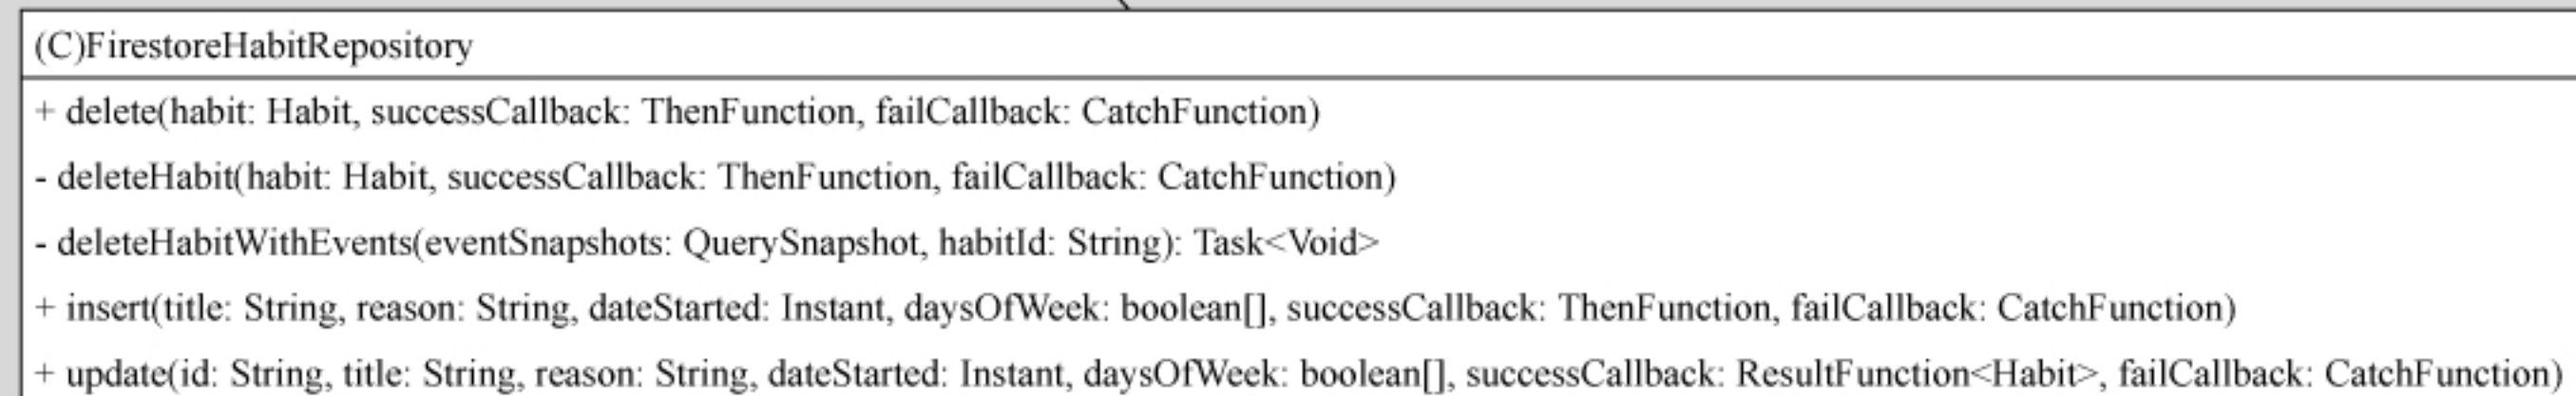 (C)FirestoreHabitRepository
+ delete(habit: Habit, successCallback: ThenFunction, failCallback: CatchFunction)
- deleteHabit(habit: Habit, successCallback: ThenFunction, failCallback: CatchFunction)
- deleteHabitWithEvents(eventSnapshots: QuerySnapshot, habitId: String): Task<Void>
+ insert(title: String, reason: String, dateStarted: Instant, daysOfWeek: boolean[], successCallback: ThenFunction, failCallback: CatchFunction)
+ update(id: String, title: String, reason: String, dateStarted: Instant, daysOfWeek: boolean[], successCallback: ResultFunction<Habit>, failCallback: CatchFunction)